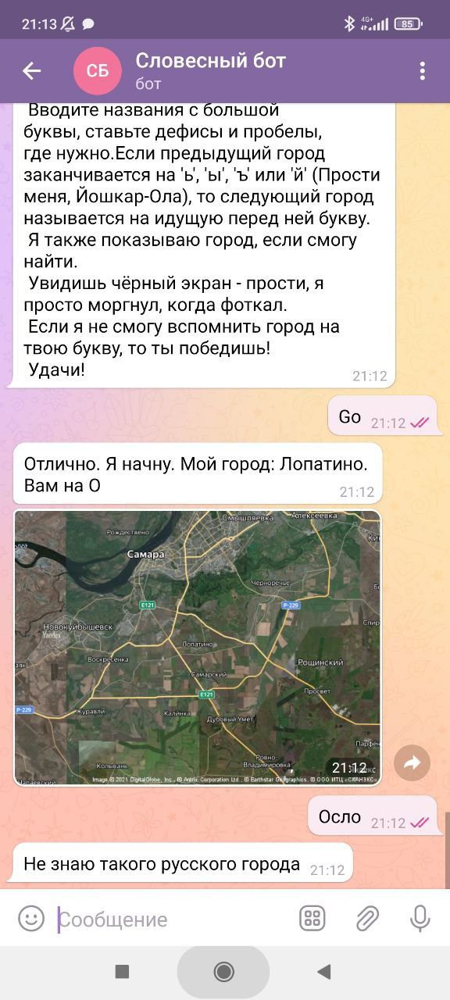 21:13
4G+
85
СБ
Словесный бот
бот
Вводите названия с большой
буквы, ставьте дефисы и пробелы,
где нужно.Если предыдущий город
заканчивается на 'ь', 'ы', 'ъ' или 'й' (Прости
меня, Йошкар-Ола), то следующий город
называется на идущую перед ней букву.
Я также показываю город, если смогу
найти.
Увидишь чёрный экран - прости, я
просто моргнул, когда фоткал.
Если я не смогу вспомнить город на
твою букву, то ты победишь!
Удачи!
21:12
Go 21:12
Отлично. Я начну. Мой город: Лопатино.
Вам на О
21:12
Смышляевка
Алексеевка
Рождествено
Самара
Черноречье
E121
Р-229
Новокуйбышевск
Yandex
Лопатино
Воскресенка
Рощинский
Самарский
Просвет
E121
Р-229
Журавли
Калинка
Дубовый Умёт
Колывань
Ровно-
Владимировка
21:12
Image © 2021 DigitalGlobe, Inc., © Antrix Corporation Ltd., © Earthstar Geographics, © ООО ИТЦ «СКАНЭКС»
Осло 21:12
Не знаю такого русского города 21:12
Сообщение